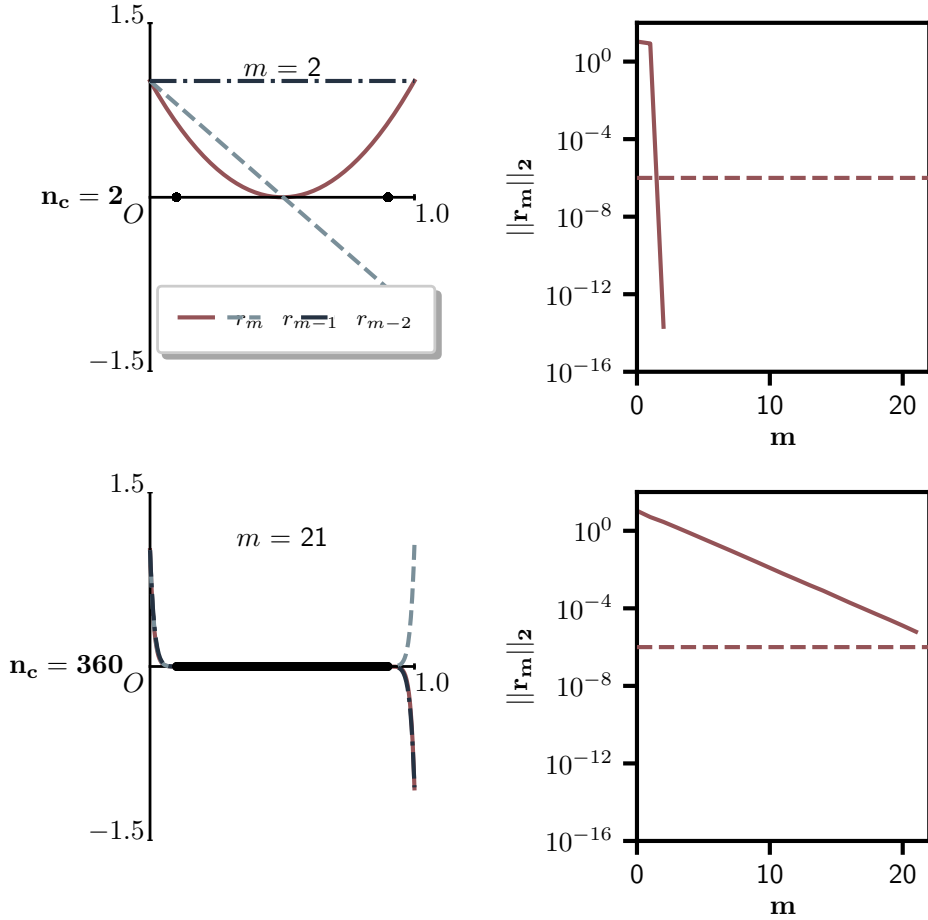 1.5
m = 2
n_c = 2
O
1.0
r_m r_{m−1} r_{m−2}
−1.5
10^0
10^{−4}
10^{−8}
10^{−12}
10^{−16}
||r_m||_2
0 10 20
m
1.5
m = 21
n_c = 360
O
1.0
−1.5
10^0
10^{−4}
10^{−8}
10^{−12}
10^{−16}
||r_m||_2
0 10 20
m